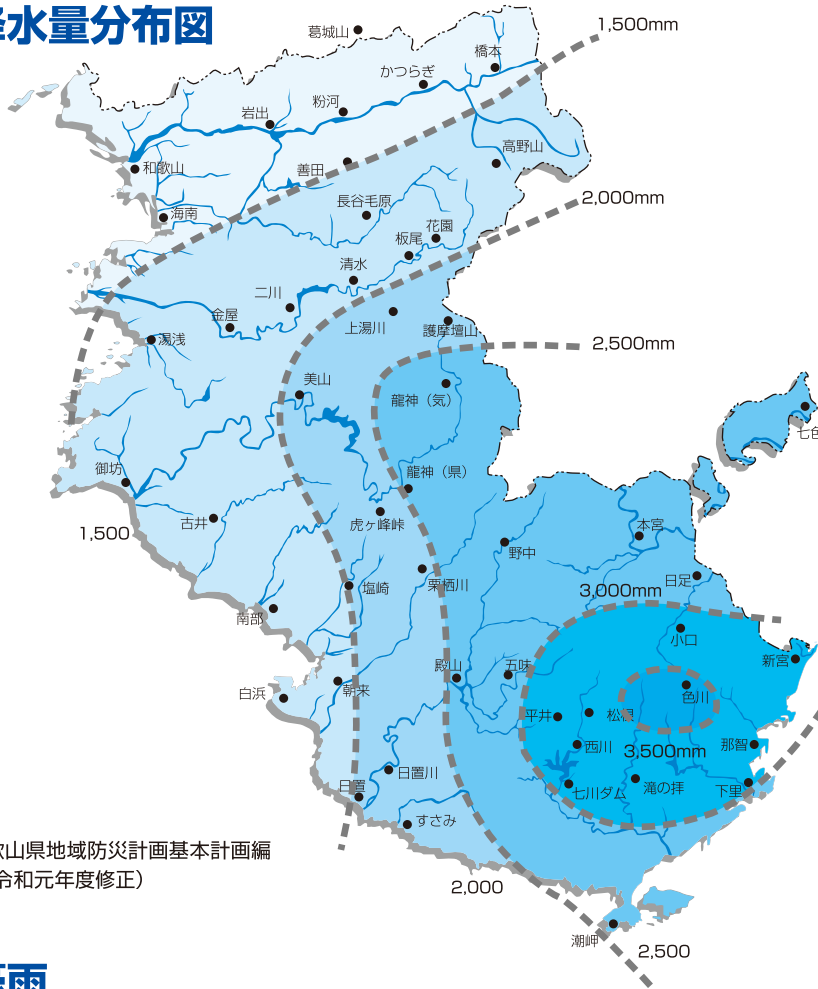 水量分布図
1,500mm
葛城山
橋本
かつらぎ
粉河
岩出
高野山
善田
和歌山
2,000mm
長谷毛原
海南
花園
板尾
清水
二川
金屋
上湯川
護摩壇山
湯浅
2,500mm
美山
龍神（気）
七色
御坊
龍神（県）
虎ヶ峰峠
古井
1,500
本宮
野中
日足
塩崎
栗栖川
3,000mm
南部
小口
新宮
殿山
五味
白浜
朝来
色川
平井
松根
那智
西川
3,500mm
日置川
日置
七川ダム
滝の拝
下里
すさみ
歌山県地域防災計画基本計画編
令和元年度修正）
2,000
潮岬
2,500
雨